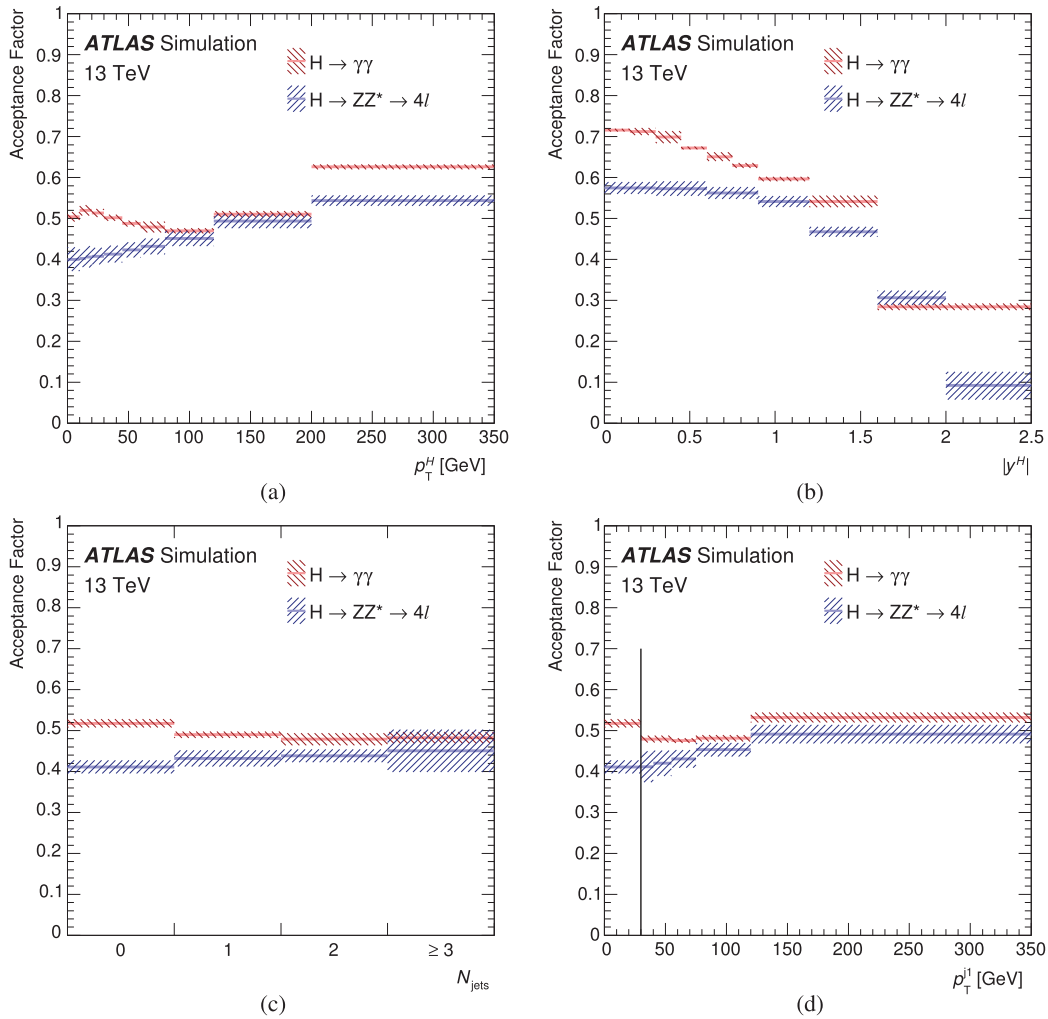 Acceptance Factor
ATLAS Simulation
13 TeV
H → γγ
H → ZZ* → 4l
1
0.9
0.8
0.7
0.6
0.5
0.4
0.3
0.2
0.1
0
0 50 100 150 200 250 300 350
p_T^H [GeV]
(a)
Acceptance Factor
ATLAS Simulation
13 TeV
H → γγ
H → ZZ* → 4l
1
0.9
0.8
0.7
0.6
0.5
0.4
0.3
0.2
0.1
0
0 0.5 1 1.5 2 2.5
|y^H|
(b)
Acceptance Factor
ATLAS Simulation
13 TeV
H → γγ
H → ZZ* → 4l
1
0.9
0.8
0.7
0.6
0.5
0.4
0.3
0.2
0.1
0
0 1 2 ≥ 3
N_jets
(c)
Acceptance Factor
ATLAS Simulation
13 TeV
H → γγ
H → ZZ* → 4l
1
0.9
0.8
0.7
0.6
0.5
0.4
0.3
0.2
0.1
0
0 50 100 150 200 250 300 350
p_T^j1 [GeV]
(d)